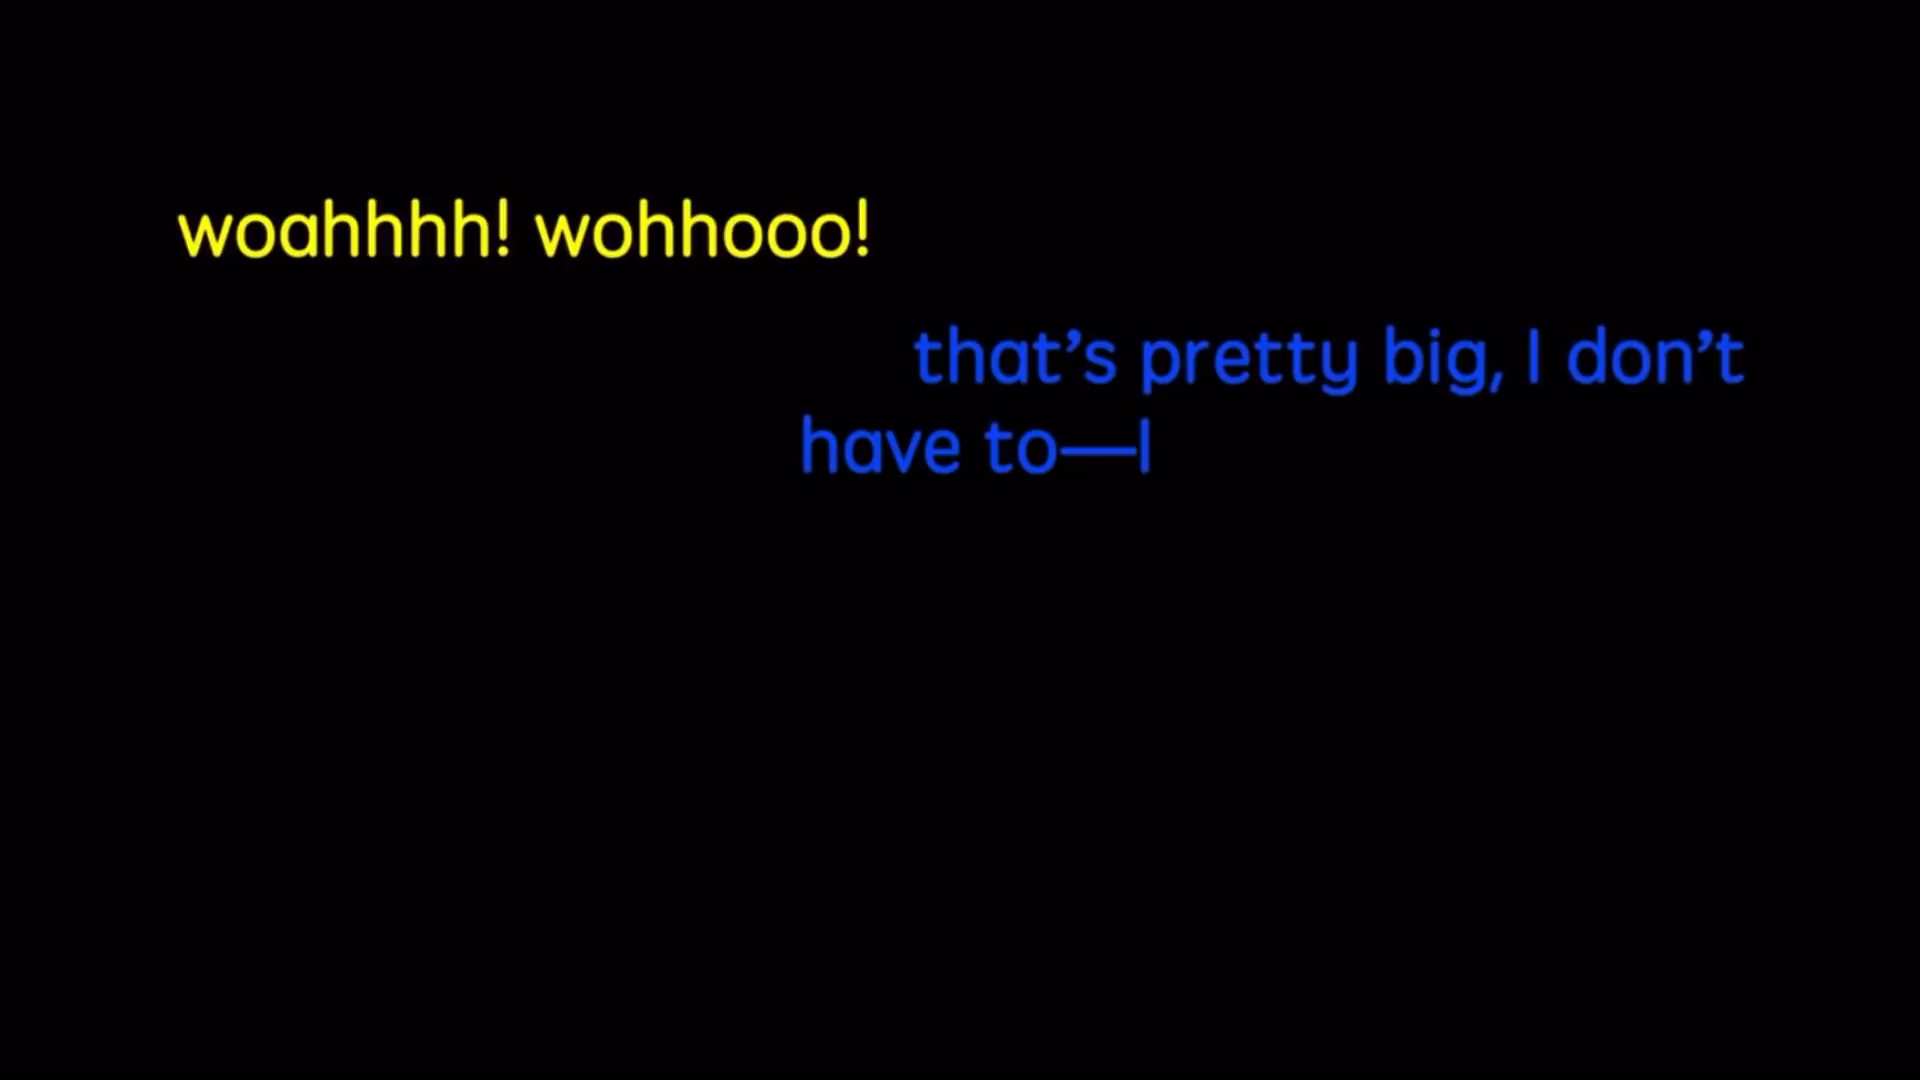 woahhhh! wohhooo!
that’s pretty big, I don’t
have to—I